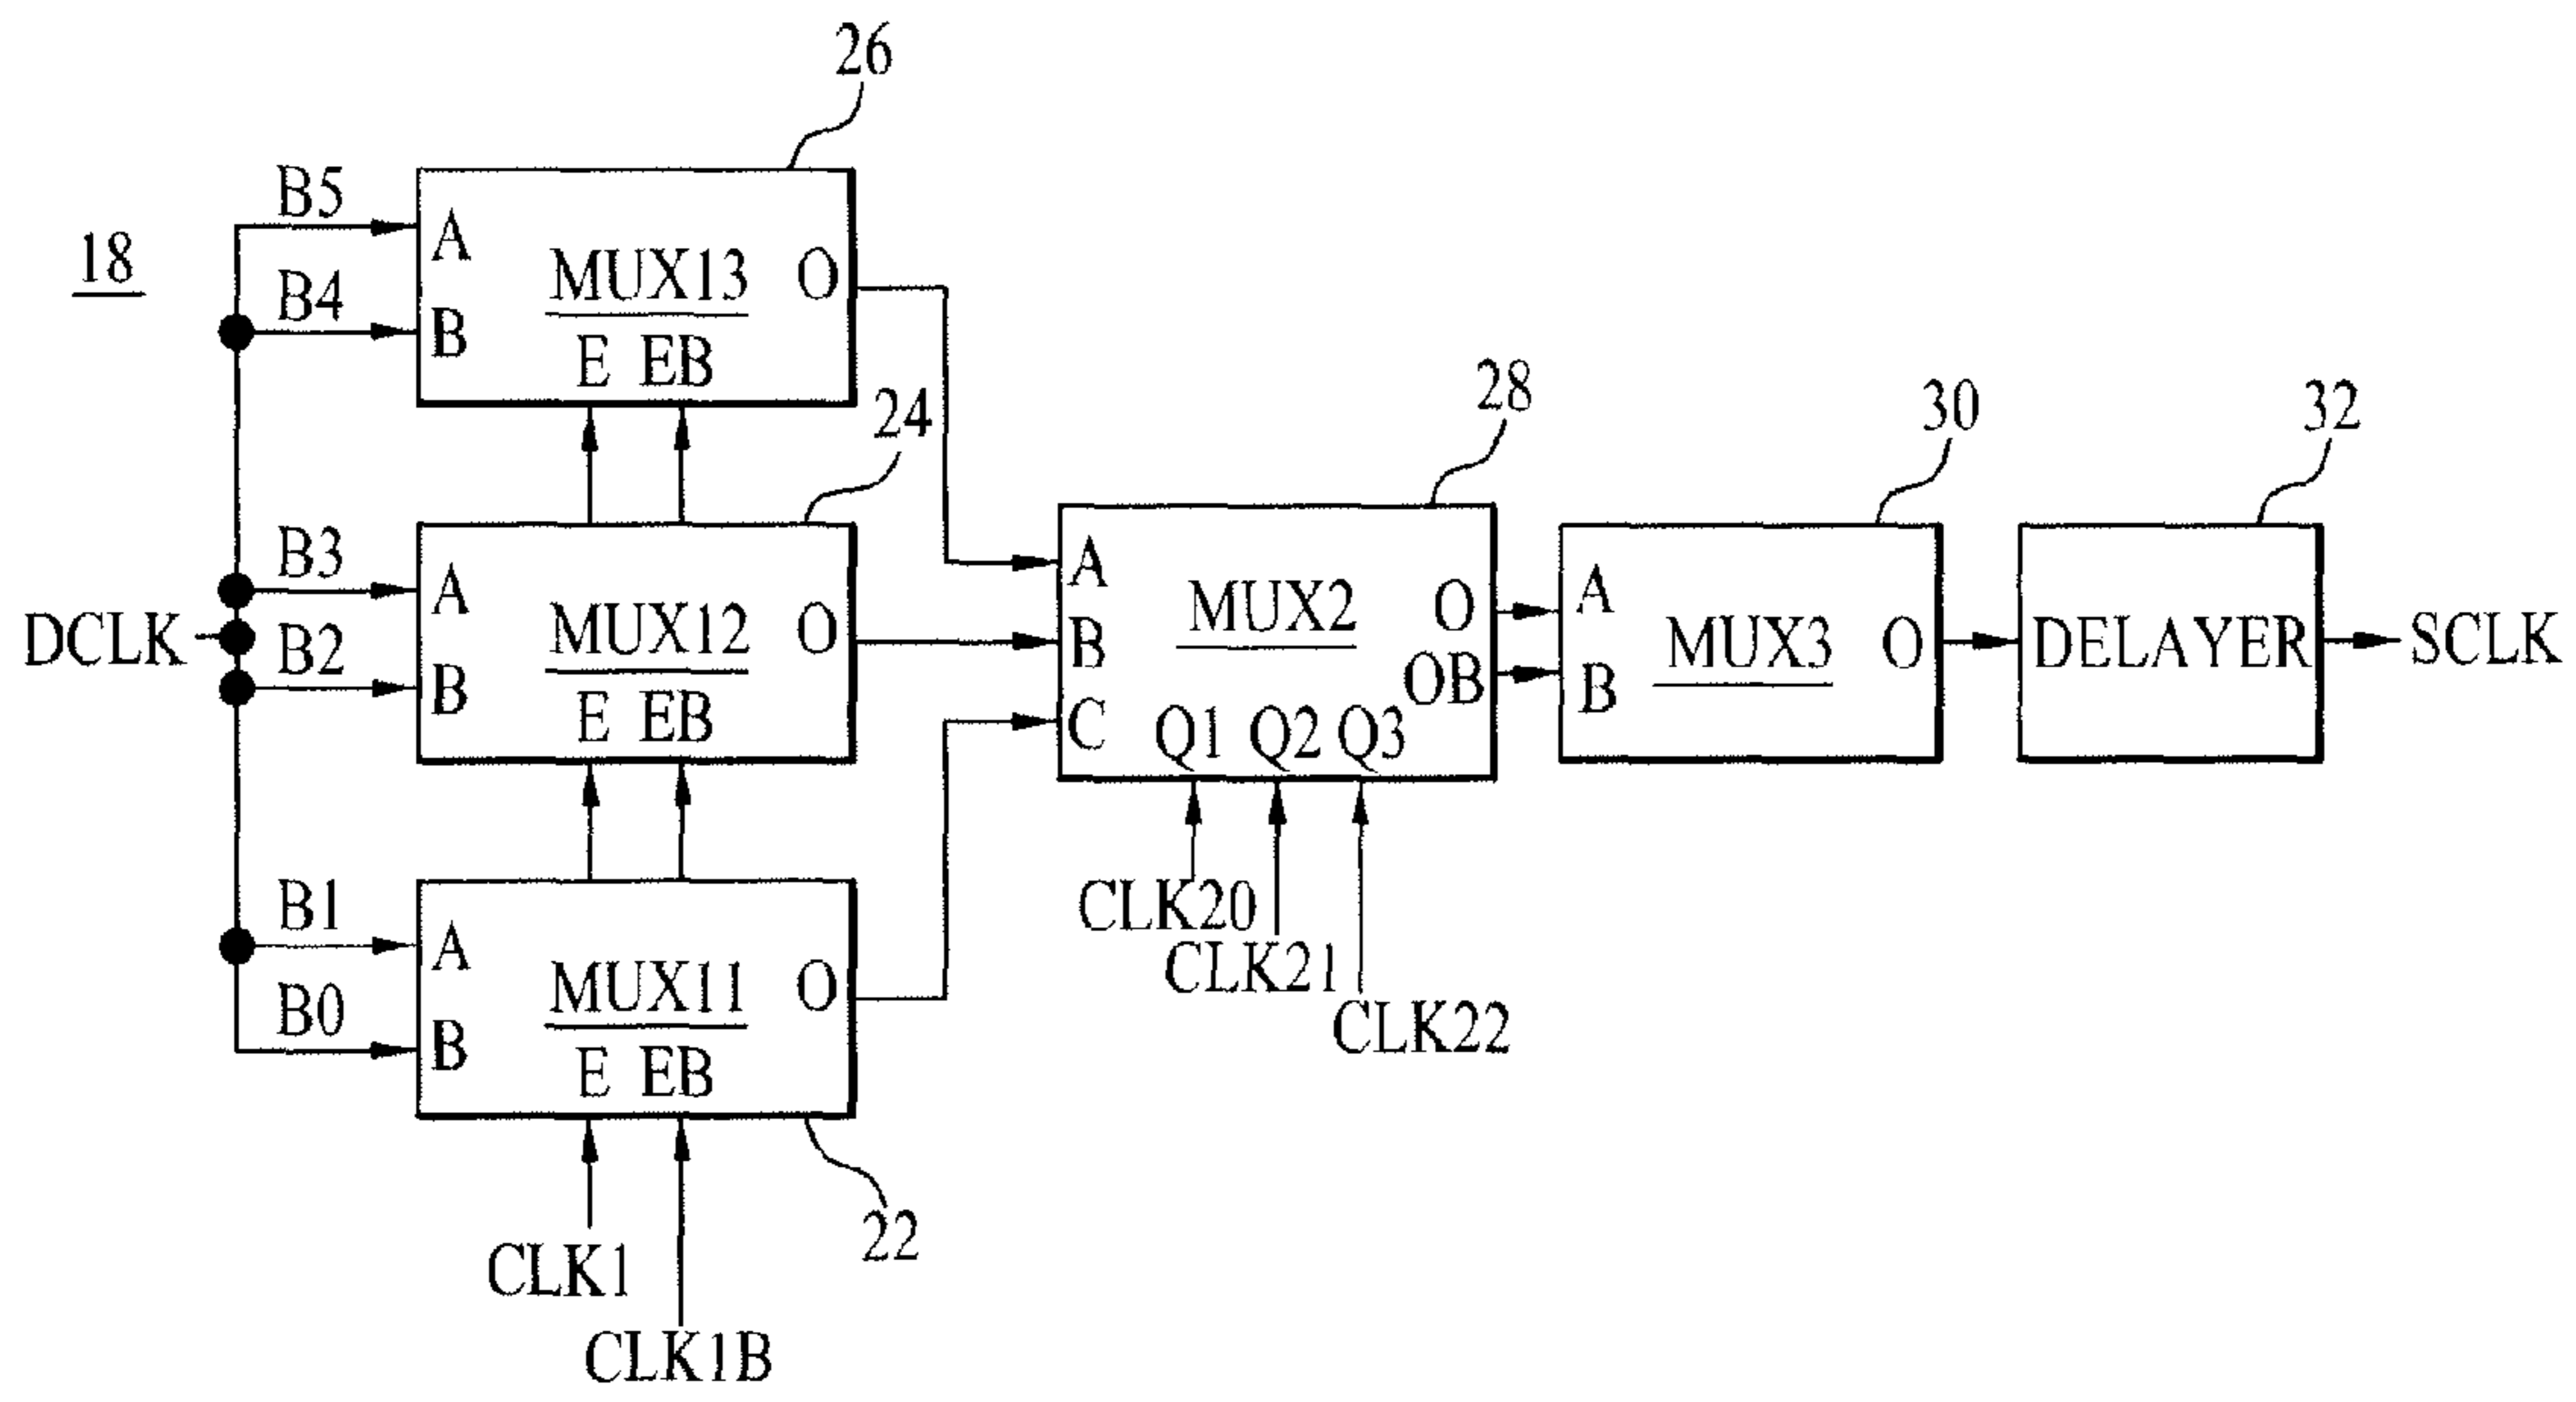 18
DCLK
B5
B4
B3
B2
B1
B0
26
A
B
MUX13
O
E EB
24
A
B
MUX12
O
E EB
A
B
MUX11
O
E EB
22
CLK1
CLK1B
28
A
B
C
MUX2
O
OB
Q1 Q2 Q3
CLK20
CLK21
CLK22
30
A
B
MUX3
O
32
DELAYER
SCLK